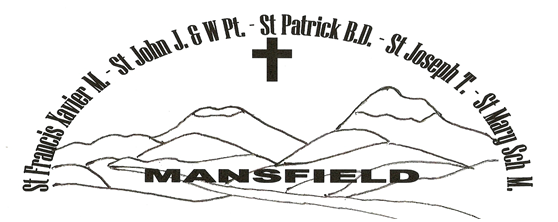 St Francis Xavier M. - St John J. & W Pt. - St Patrick B.D. - St Joseph T. - St Mary Sch M.
MANSFIELD